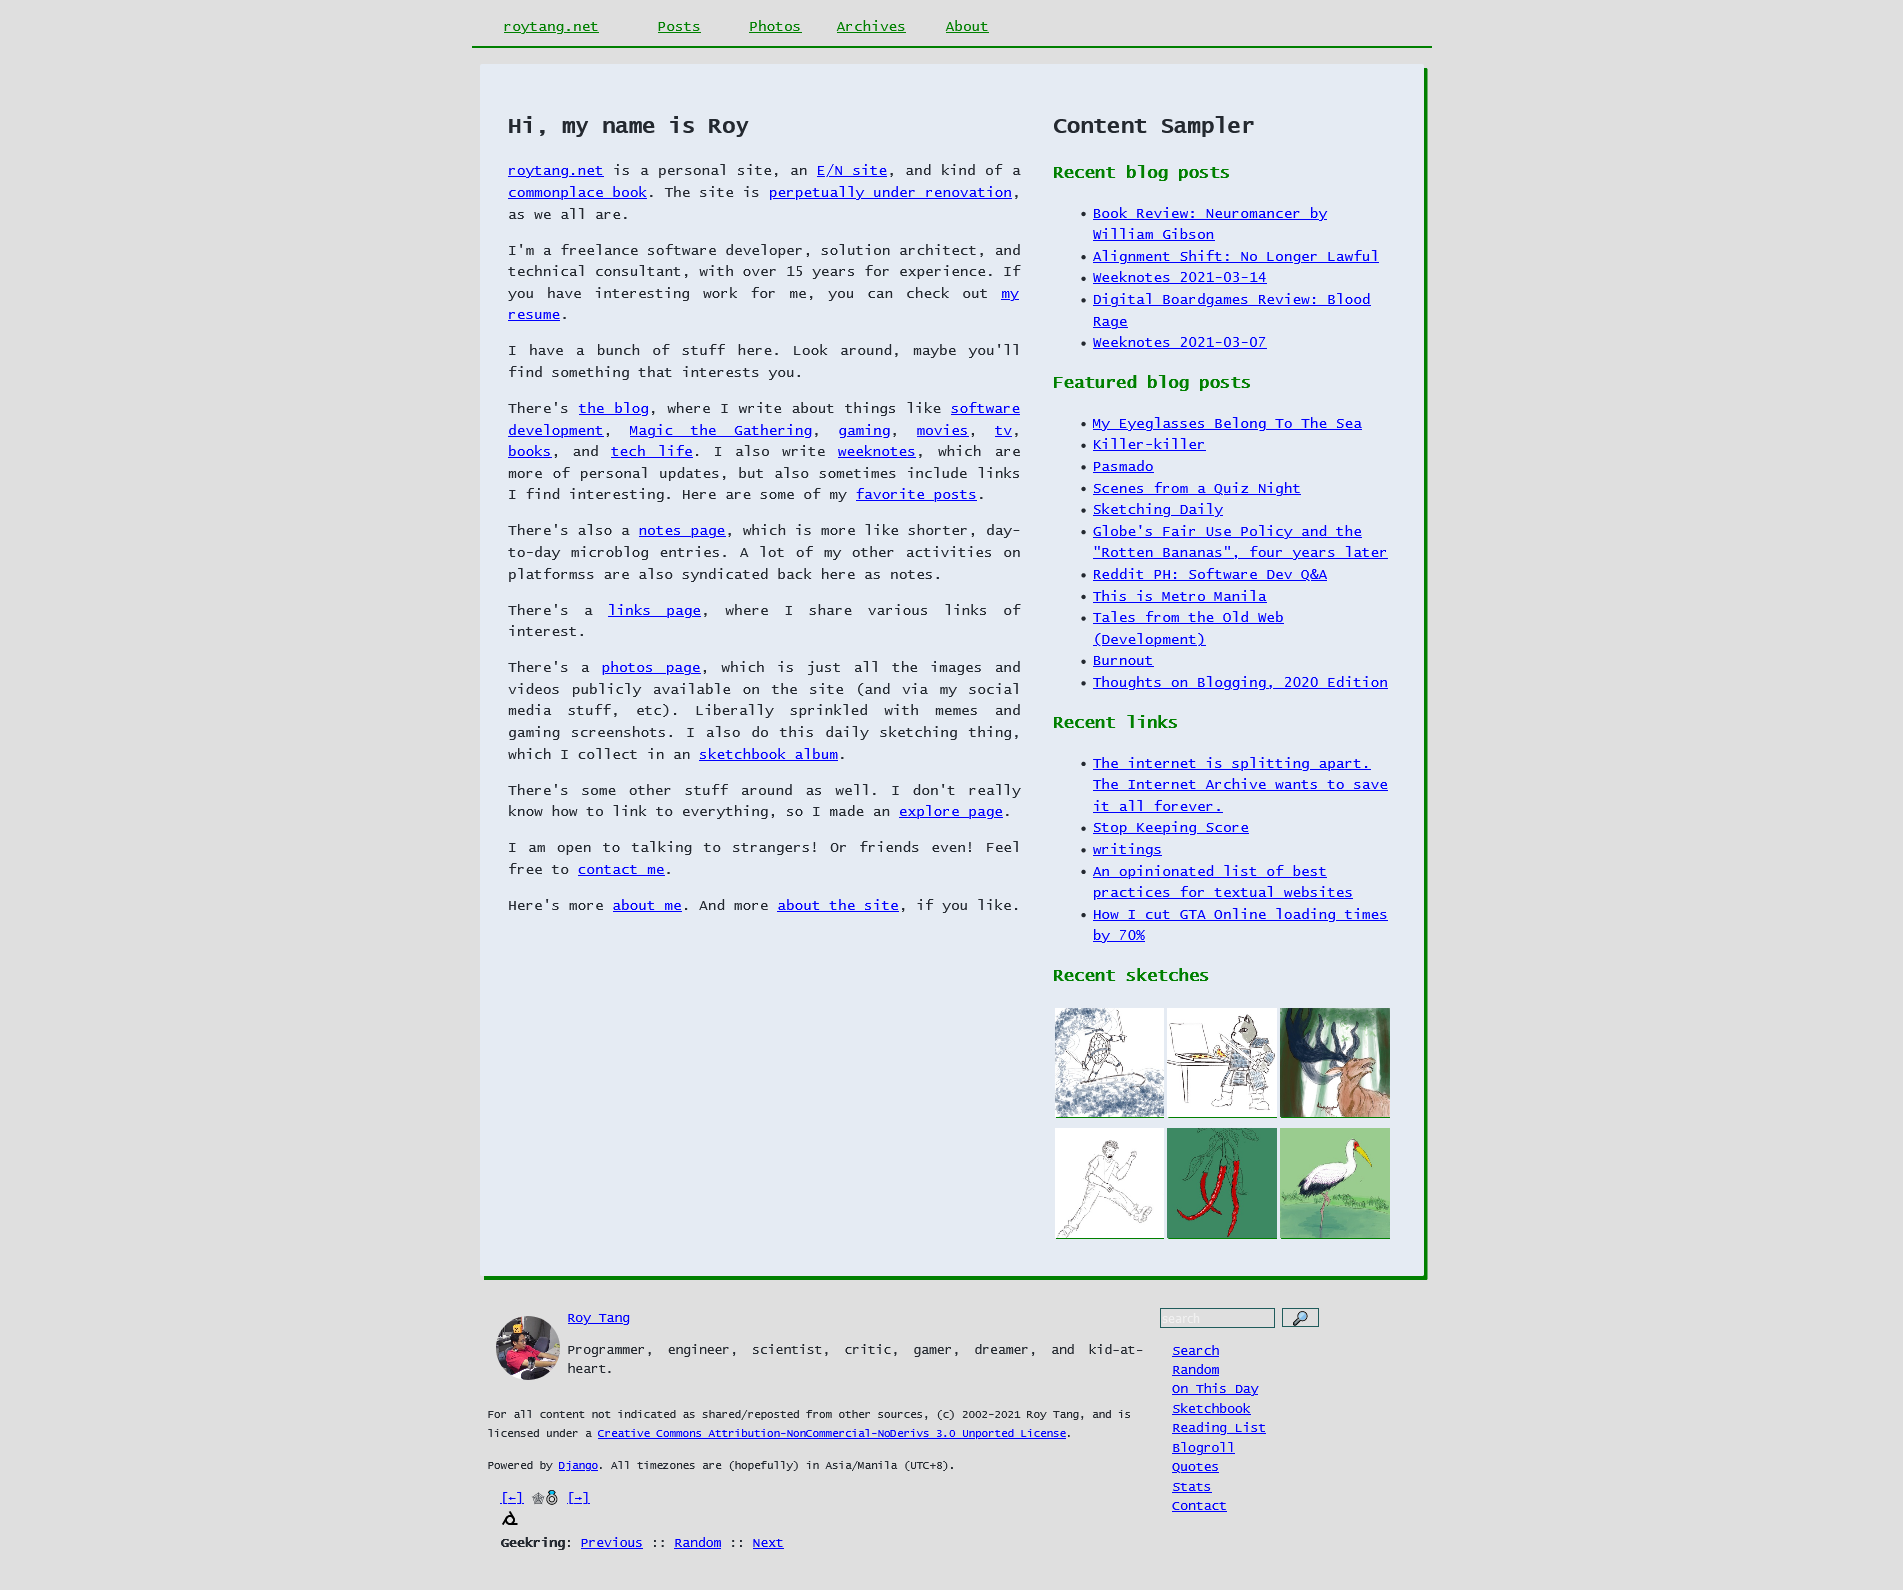 roytang.net Posts Photos Archives About
Hi, my name is Roy
roytang.net is a personal site, an E/N site, and kind of a
commonplace book. The site is perpetually under renovation,
as we all are.
I'm a freelance software developer, solution architect, and
technical consultant, with over 15 years for experience. If
you have interesting work for me, you can check out my
resume.
I have a bunch of stuff here. Look around, maybe you'll
find something that interests you.
There's the blog, where I write about things like software
development, Magic the Gathering, gaming, movies, tv,
books, and tech life. I also write weeknotes, which are
more of personal updates, but also sometimes include links
I find interesting. Here are some of my favorite posts.
There's also a notes page, which is more like shorter, day-
to-day microblog entries. A lot of my other activities on
platformss are also syndicated back here as notes.
There's a links page, where I share various links of
interest.
There's a photos page, which is just all the images and
videos publicly available on the site (and via my social
media stuff, etc). Liberally sprinkled with memes and
gaming screenshots. I also do this daily sketching thing,
which I collect in an sketchbook album.
There's some other stuff around as well. I don't really
know how to link to everything, so I made an explore page.
I am open to talking to strangers! Or friends even! Feel
free to contact me.
Here's more about me. And more about the site, if you like.
Content Sampler
Recent blog posts
• Book Review: Neuromancer by
William Gibson
• Alignment Shift: No Longer Lawful
• Weeknotes 2021-03-14
• Digital Boardgames Review: Blood
Rage
• Weeknotes 2021-03-07
Featured blog posts
• My Eyeglasses Belong To The Sea
• Killer-killer
• Pasmado
• Scenes from a Quiz Night
• Sketching Daily
• Globe's Fair Use Policy and the
"Rotten Bananas", four years later
• Reddit PH: Software Dev Q&A
• This is Metro Manila
• Tales from the Old Web
(Development)
• Burnout
• Thoughts on Blogging, 2020 Edition
Recent links
• The internet is splitting apart.
The Internet Archive wants to save
it all forever.
• Stop Keeping Score
• writings
• An opinionated list of best
practices for textual websites
• How I cut GTA Online loading times
by 70%
Recent sketches
Roy Tang
Programmer, engineer, scientist, critic, gamer, dreamer, and kid-at-
heart.
For all content not indicated as shared/reposted from other sources, (c) 2002-2021 Roy Tang, and is
licensed under a Creative Commons Attribution-NonCommercial-NoDerivs 3.0 Unported License.
Powered by Django. All timezones are (hopefully) in Asia/Manila (UTC+8).
[←] [→]
Geekring: Previous :: Random :: Next
search
Search
Random
On This Day
Sketchbook
Reading List
Blogroll
Quotes
Stats
Contact